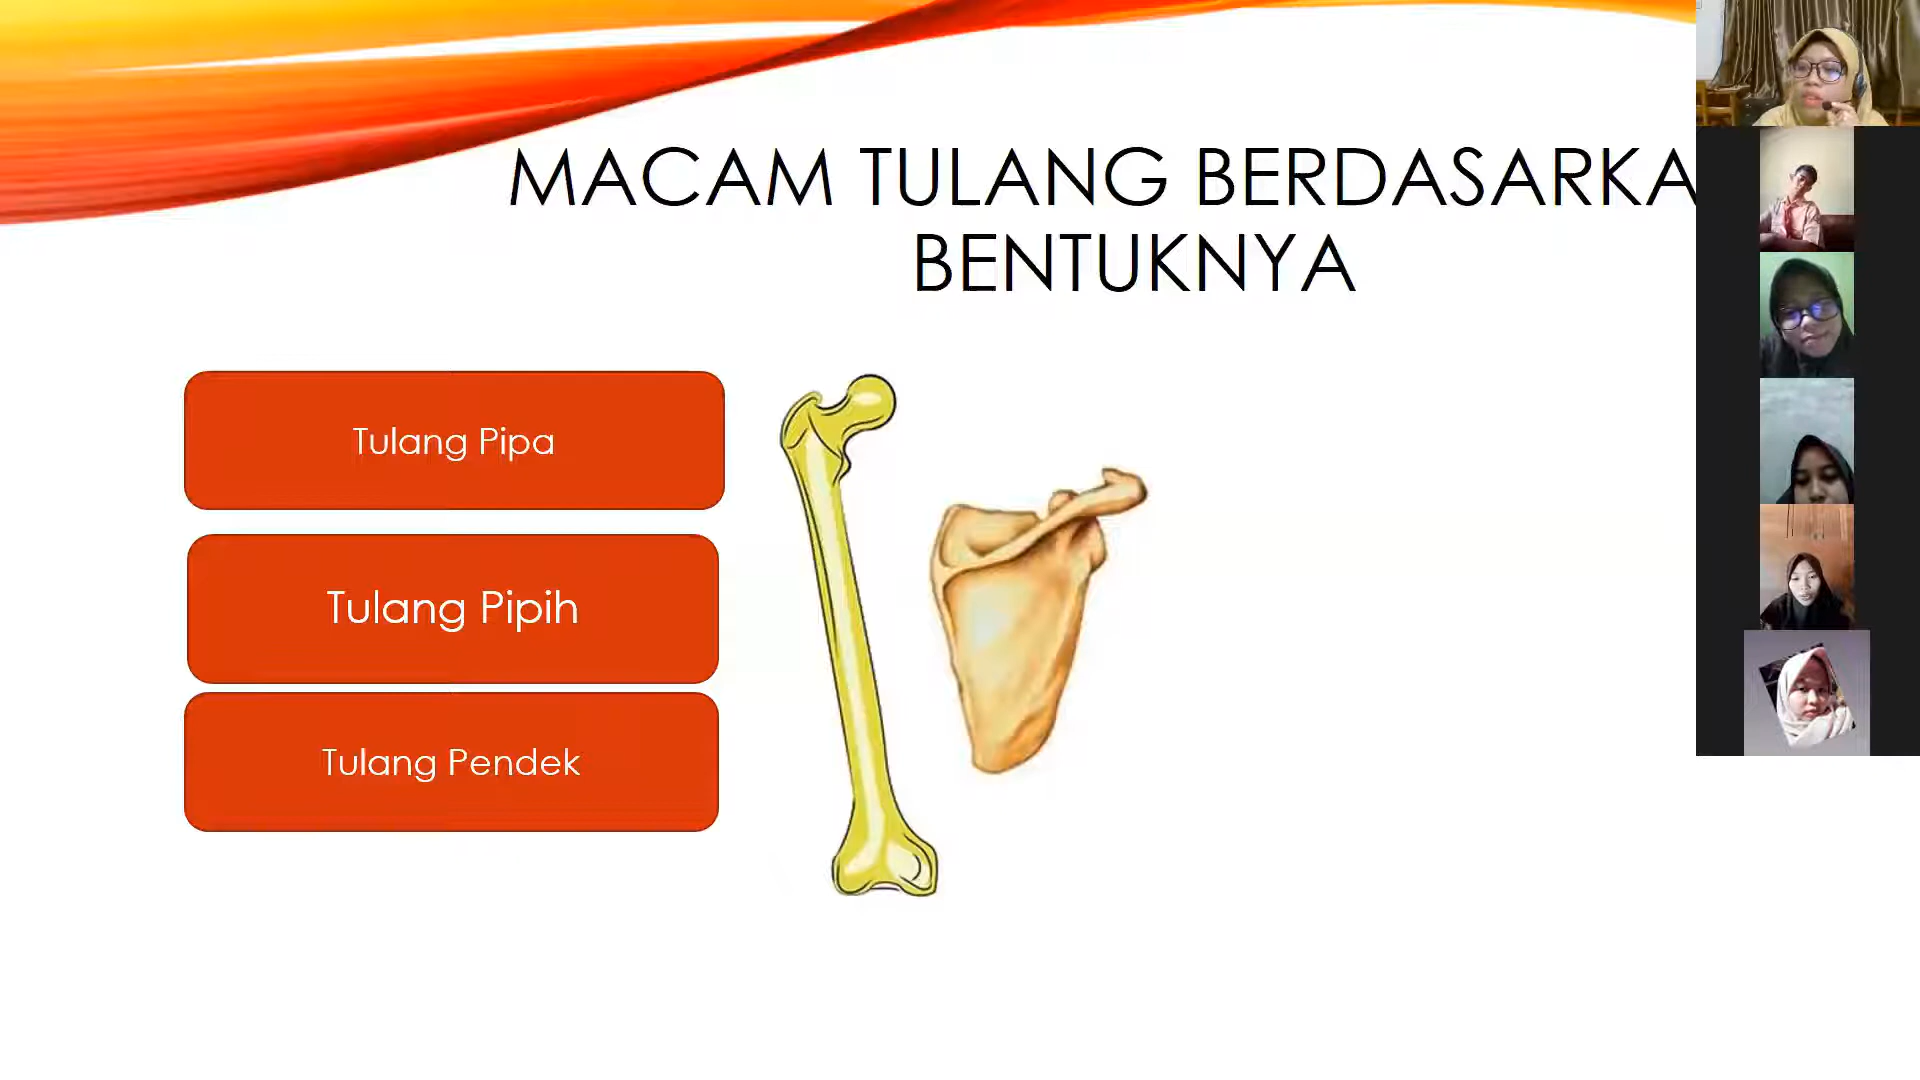 MACAM TULANG BERDASARKA
BENTUKNYA
Tulang Pipa
Tulang Pipih
Tulang Pendek